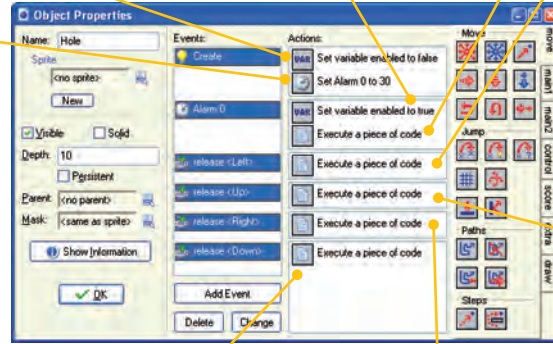 Object Properties
Name: Hole
Sprite
<no sprite>
New
Visible
Solid
Depth: 10
Persistent
Parent: <no parent>
Mask: <same as sprite>
Show Information
OK
Events:
Create
Alarm 0
release <Left>
release <Up>
release <Right>
release <Down>
Add Event
Delete
Change
Actions:
VAR Set variable enabled to false
Set Alarm 0 to 30
VAR Set variable enabled to true
Execute a piece of code
Execute a piece of code
Execute a piece of code
Execute a piece of code
Execute a piece of code
Move
Jump
Paths
Steps
move
main1
main2
control
score
extra
draw